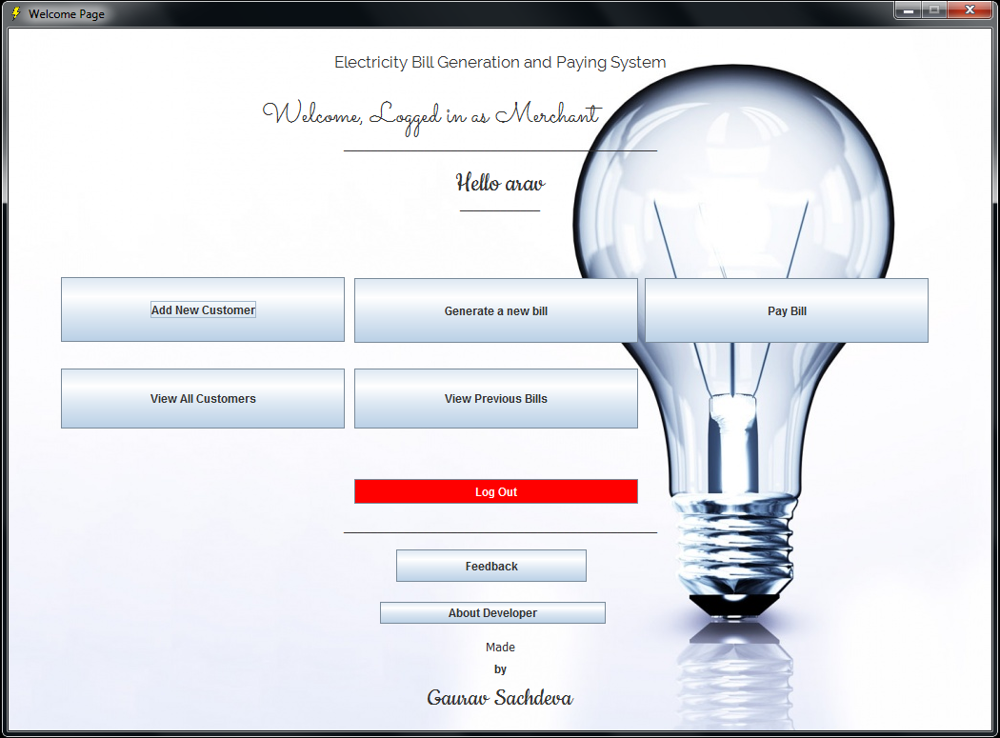 Welcome Page
Electricity Bill Generation and Paying System
Welcome, Logged in as Merchant
Hello arav
Add New Customer
Generate a new bill
Pay Bill
View All Customers
View Previous Bills
Log Out
Feedback
About Developer
Made
by
Gaurav Sachdeva